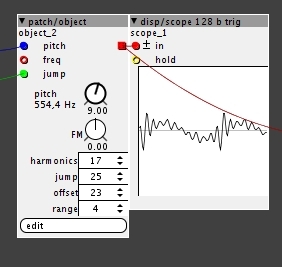 patch/object
object_2
pitch
freq
jump
pitch
554,4 Hz
9.00
FM
0.00
harmonics 17
jump 25
offset 23
range 4
edit
disp/scope 128 b trig
scope_1
± in
hold